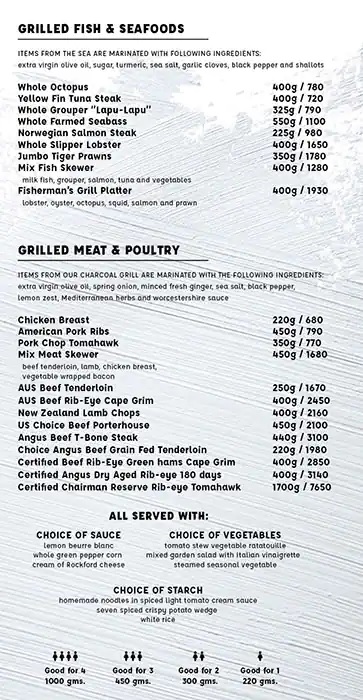 GRILLED FISH & SEAFOODS
ITEMS FROM THE SEA ARE MARINATED WITH FOLLOWING INGREDIENTS:
extra virgin olive oil, sugar, turmeric, sea salt, garlic cloves, black pepper and shallots
Whole Octopus 400g / 780
Yellow Fin Tuna Steak 400g / 720
Whole Grouper "Lapu-Lapu" 325g / 790
Whole Farmed Seabass 550g / 1100
Norwegian Salmon Steak 225g / 980
Whole Slipper Lobster 400g / 1650
Jumbo Tiger Prawns 350g / 1780
Mix Fish Skewer 400g / 1280
milk fish, grouper, salmon, tuna and vegetables
Fisherman's Grill Platter 400g / 1930
lobster, oyster, octopus, squid, salmon and prawn
GRILLED MEAT & POULTRY
ITEMS FROM OUR CHARCOAL GRILL ARE MARINATED WITH THE FOLLOWING INGREDIENTS:
extra virgin olive oil, spring onion, minced fresh ginger, sea salt, black pepper,
lemon zest, Mediterranean herbs and worcestershire sauce
Chicken Breast 220g / 680
American Pork Ribs 450g / 790
Pork Chop Tomahawk 350g / 770
Mix Meat Skewer 450g / 1680
beef tenderloin, lamb, chicken breast,
vegetable wrapped bacon
AUS Beef Tenderloin 250g / 1670
AUS Beef Rib-Eye Cape Grim 400g / 2450
New Zealand Lamb Chops 400g / 2160
US Choice Beef Porterhouse 450g / 2100
Angus Beef T-Bone Steak 440g / 3100
Choice Angus Beef Grain Fed Tenderloin 220g / 1980
Certified Beef Rib-Eye Green hams Cape Grim 400g / 2850
Certified Angus Dry Aged Rib-eye 180 days 400g / 3140
Certified Chairman Reserve Rib-eye Tomahawk 1700g / 7650
ALL SERVED WITH:
CHOICE OF SAUCE
lemon beurre blanc
whole green pepper corn
cream of Rockford cheese
CHOICE OF VEGETABLES
tomato stew vegetable ratatouille
mixed garden salad with italian vinaigrette
steamed seasonal vegetable
CHOICE OF STARCH
homemade noodles in spiced light tomato cream sauce
seven spiced crispy potato wedge
white rice
Good for 4 Good for 3 Good for 2 Good for 1
1000 gms. 450 gms. 300 gms. 220 gms.